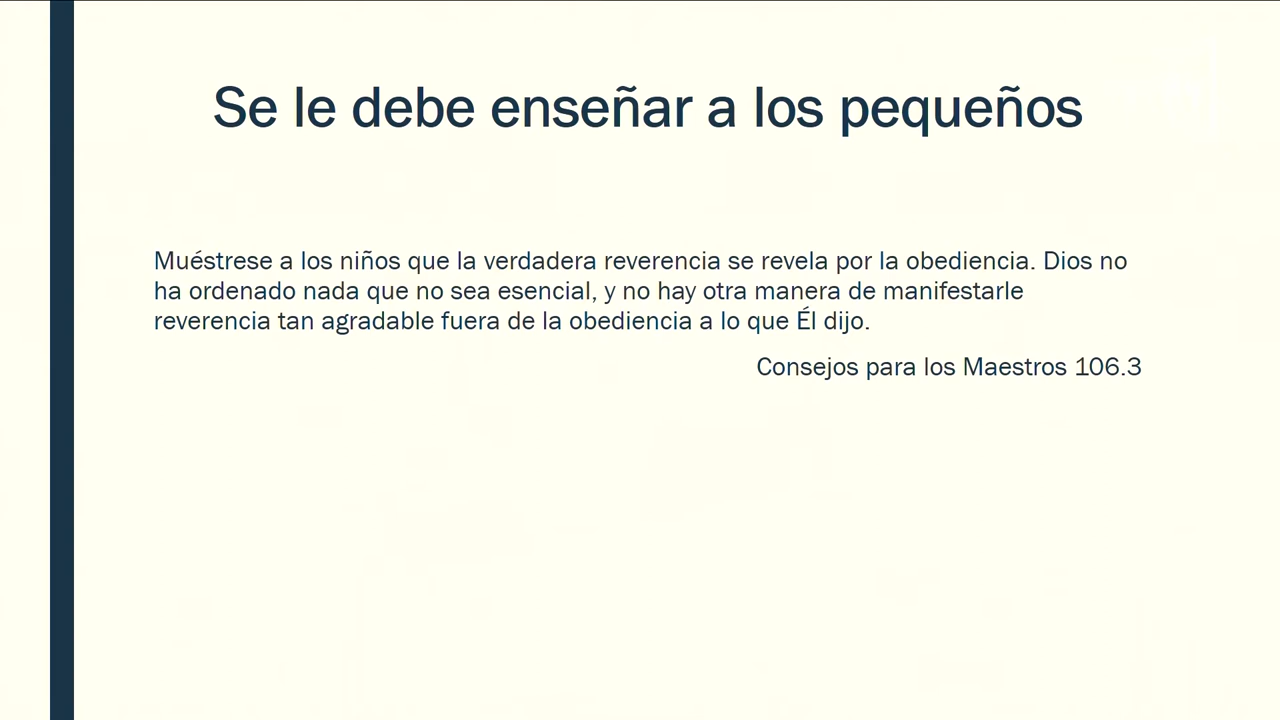 Se le debe enseñar a los pequeños
Muéstrese a los niños que la verdadera reverencia se revela por la obediencia. Dios no
ha ordenado nada que no sea esencial, y no hay otra manera de manifestarle
reverencia tan agradable fuera de la obediencia a lo que Él dijo.
Consejos para los Maestros 106.3